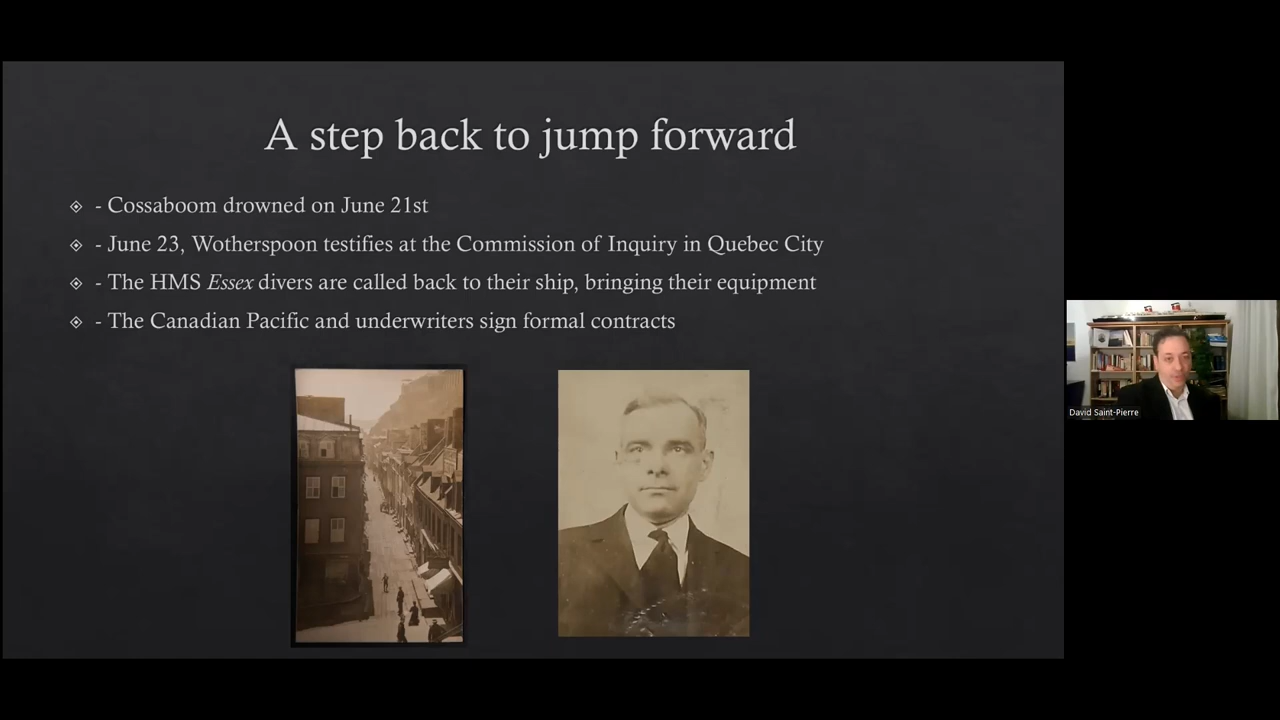 A step back to jump forward
- Cossaboom drowned on June 21st
- June 23, Wotherspoon testifies at the Commission of Inquiry in Quebec City
- The HMS Essex divers are called back to their ship, bringing their equipment
- The Canadian Pacific and underwriters sign formal contracts
David Saint-Pierre